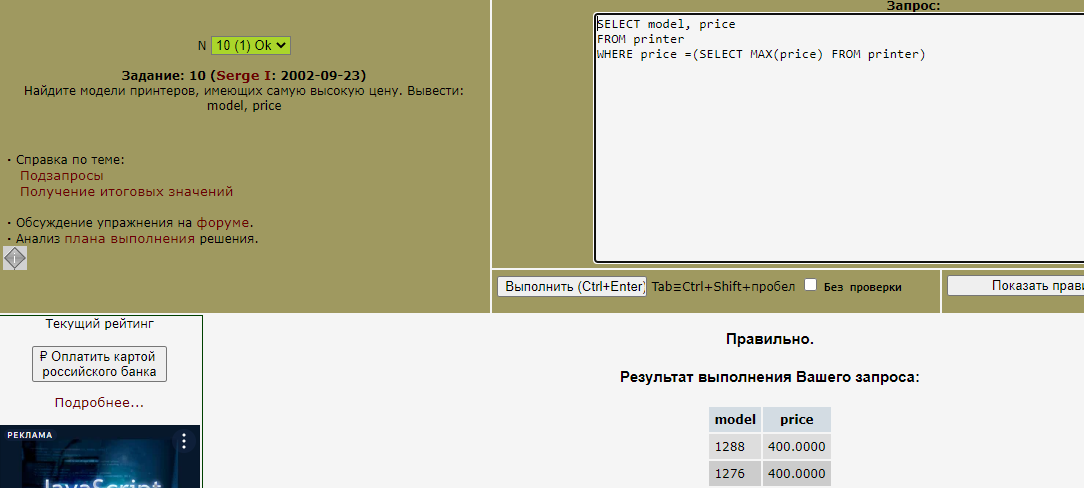 N 10 (1) Ok
Задание: 10 (Serge I: 2002-09-23)
Найдите модели принтеров, имеющих самую высокую цену. Вывести:
model, price
· Справка по теме:
Подзапросы
Получение итоговых значений
· Обсуждение упражнения на форуме.
· Анализ плана выполнения решения.
Запрос:
SELECT model, price
FROM printer
WHERE price =(SELECT MAX(price) FROM printer)
Выполнить (Ctrl+Enter) Tab≡Ctrl+Shift+пробел Без проверки
Показать прави
Текущий рейтинг
₽ Оплатить картой
российского банка
Подробнее...
РЕКЛАМА
JavaScript
Правильно.
Результат выполнения Вашего запроса:
model price
1288 400.0000
1276 400.0000